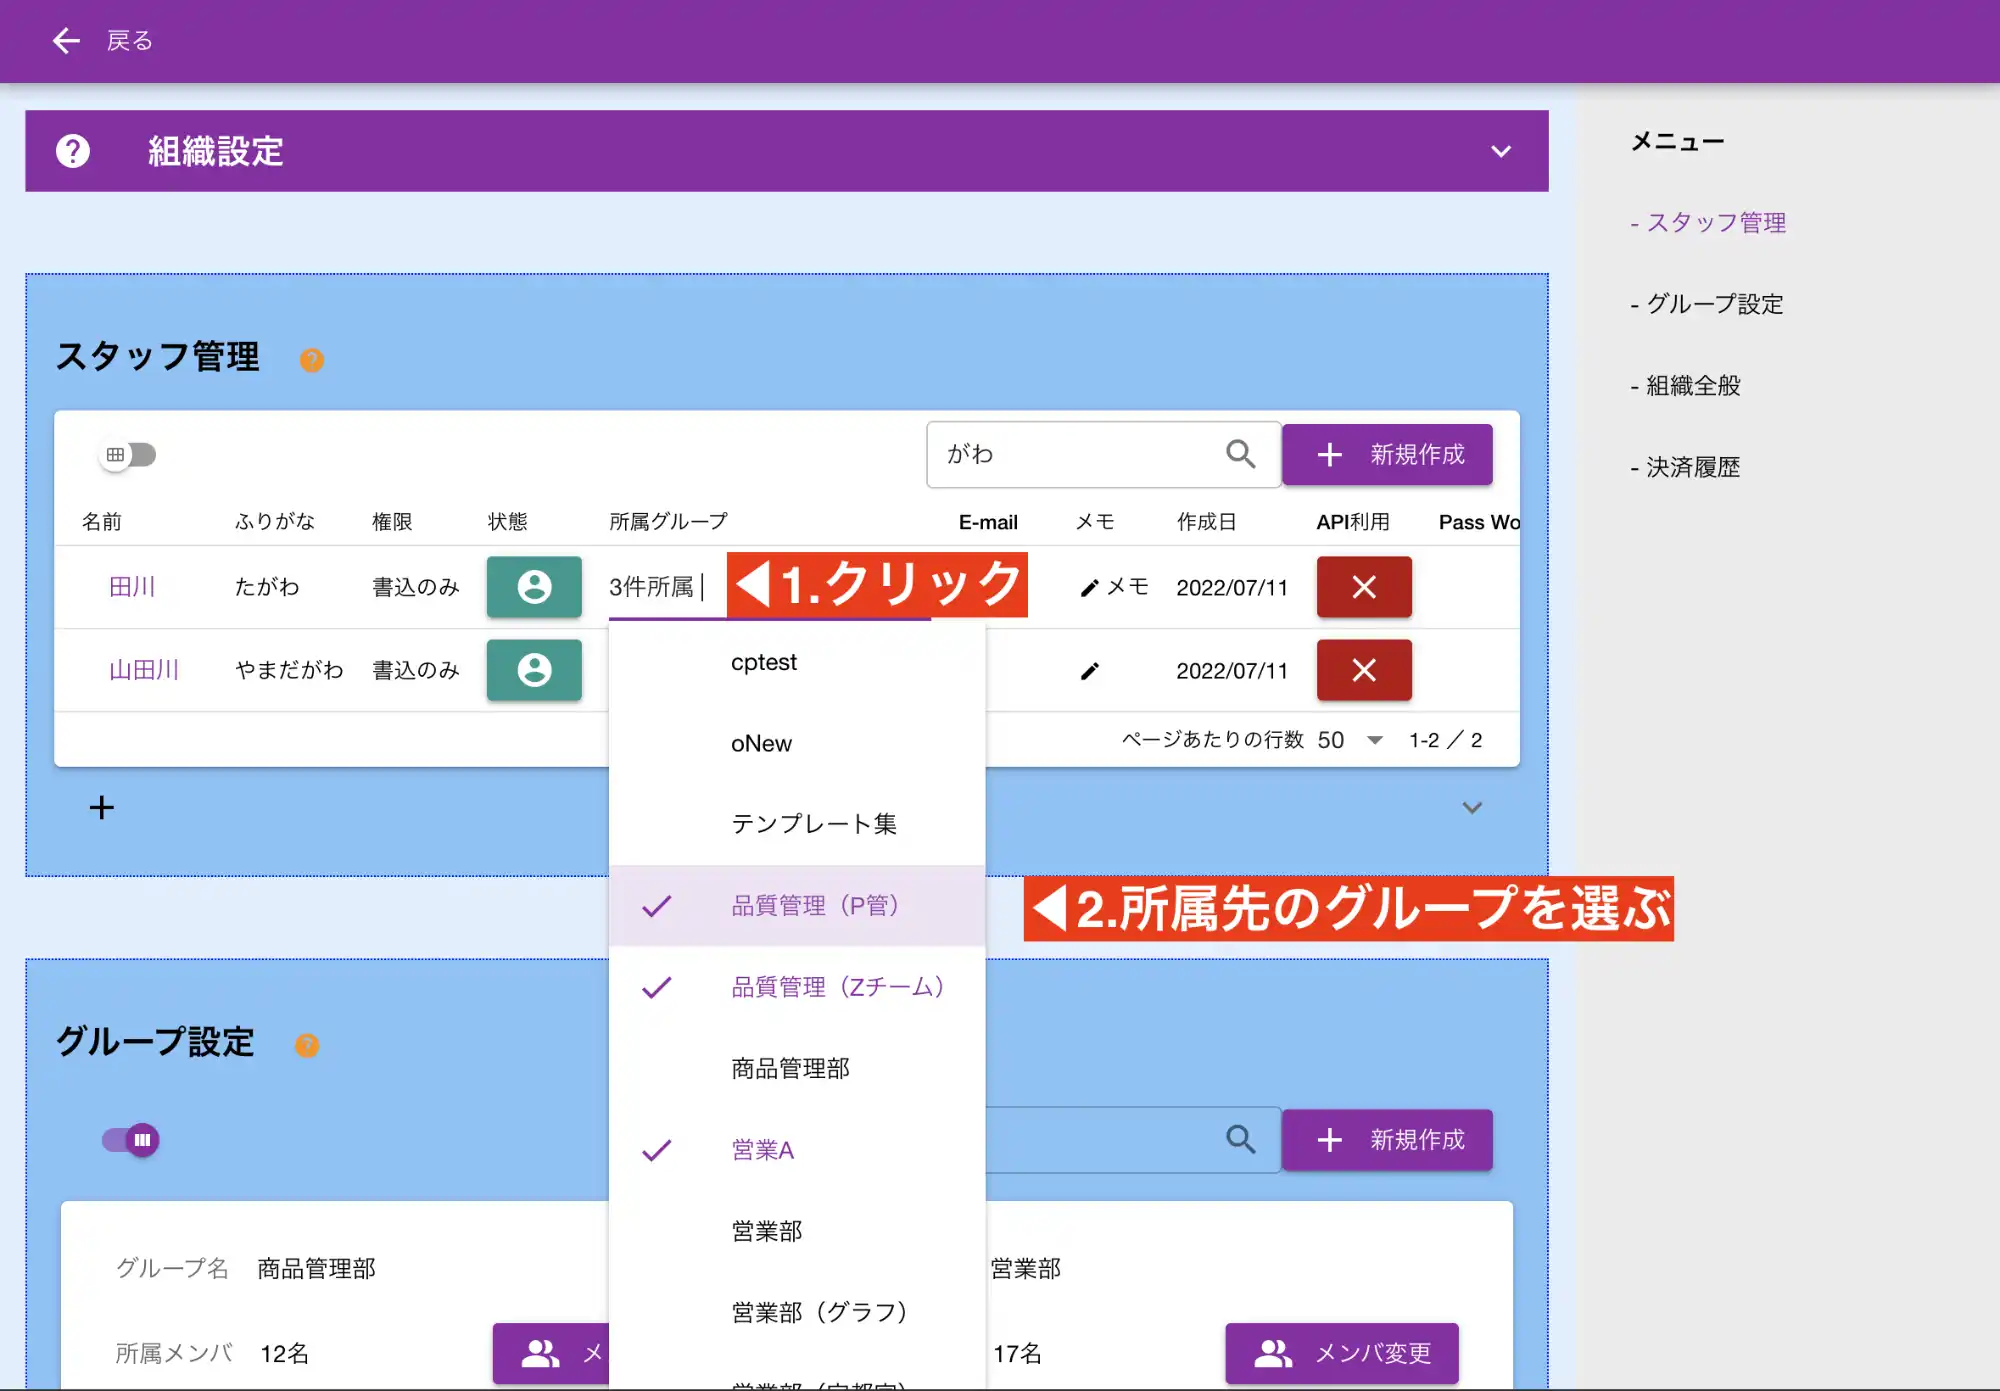 戻る
組織設定
メニュー
- スタッフ管理
- グループ設定
- 組織全般
- 決済履歴
スタッフ管理
がわ
新規作成
名前 ふりがな 権限 状態 所属グループ E-mail メモ 作成日 API利用 Pass Wo
田川 たがわ 書込のみ 3件所属 ◀1.クリック メモ 2022/07/11
山田川 やまだがわ 書込のみ 2022/07/11
ページあたりの行数 50 1-2 / 2
cptest
oNew
テンプレート集
品質管理（P管）
◀2.所属先のグループを選ぶ
品質管理（Zチーム）
商品管理部
営業A
営業部
営業部（グラフ）
グループ設定
新規作成
グループ名 商品管理部
営業部
所属メンバ 12名 メ
17名 メンバ変更